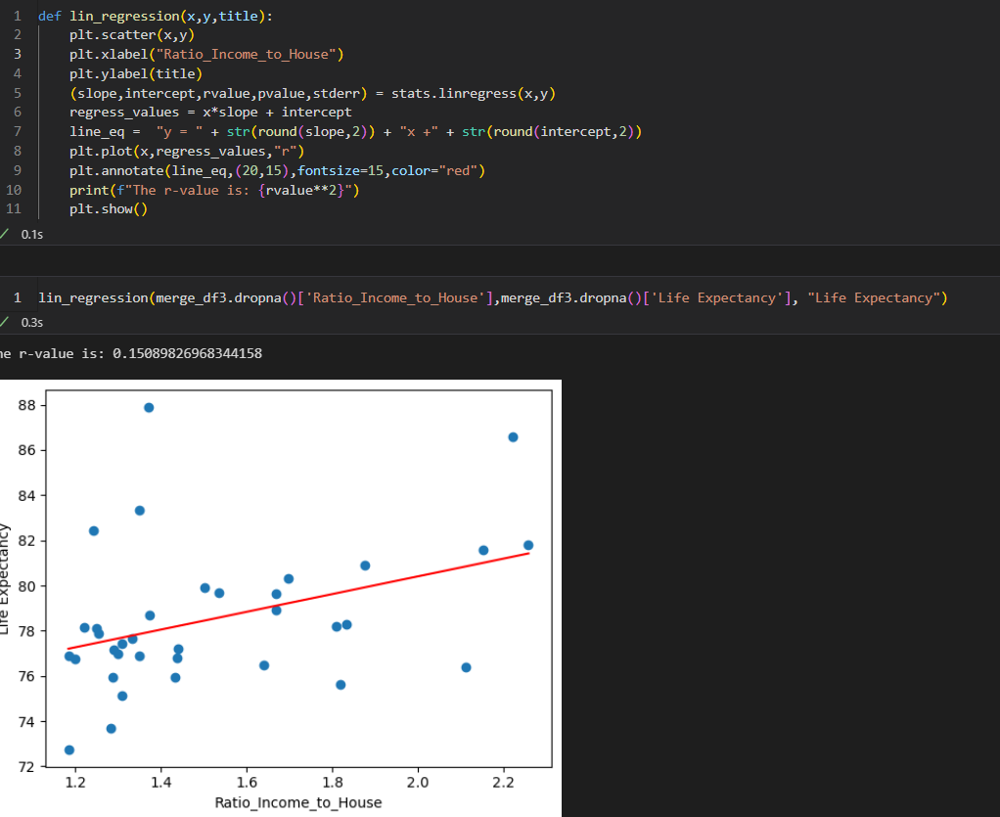 1 def lin_regression(x,y,title):
2 plt.scatter(x,y)
3 plt.xlabel("Ratio_Income_to_House")
4 plt.ylabel(title)
5 (slope,intercept,rvalue,pvalue,stderr) = stats.linregress(x,y)
6 regress_values = x*slope + intercept
7 line_eq =  "y = " + str(round(slope,2)) + "x +" + str(round(intercept,2))
8 plt.plot(x,regress_values,"r")
9 plt.annotate(line_eq,(20,15),fontsize=15,color="red")
10 print(f"The r-value is: {rvalue**2}")
11 plt.show()
✓ 0.1s
1 lin_regression(merge_df3.dropna()['Ratio_Income_to_House'],merge_df3.dropna()['Life Expectancy'], "Life Expectancy")
✓ 0.3s
he r-value is: 0.15089826968344158
88
86
84
82
80
78
76
74
72
Life Expectancy
1.2 1.4 1.6 1.8 2.0 2.2
Ratio_Income_to_House